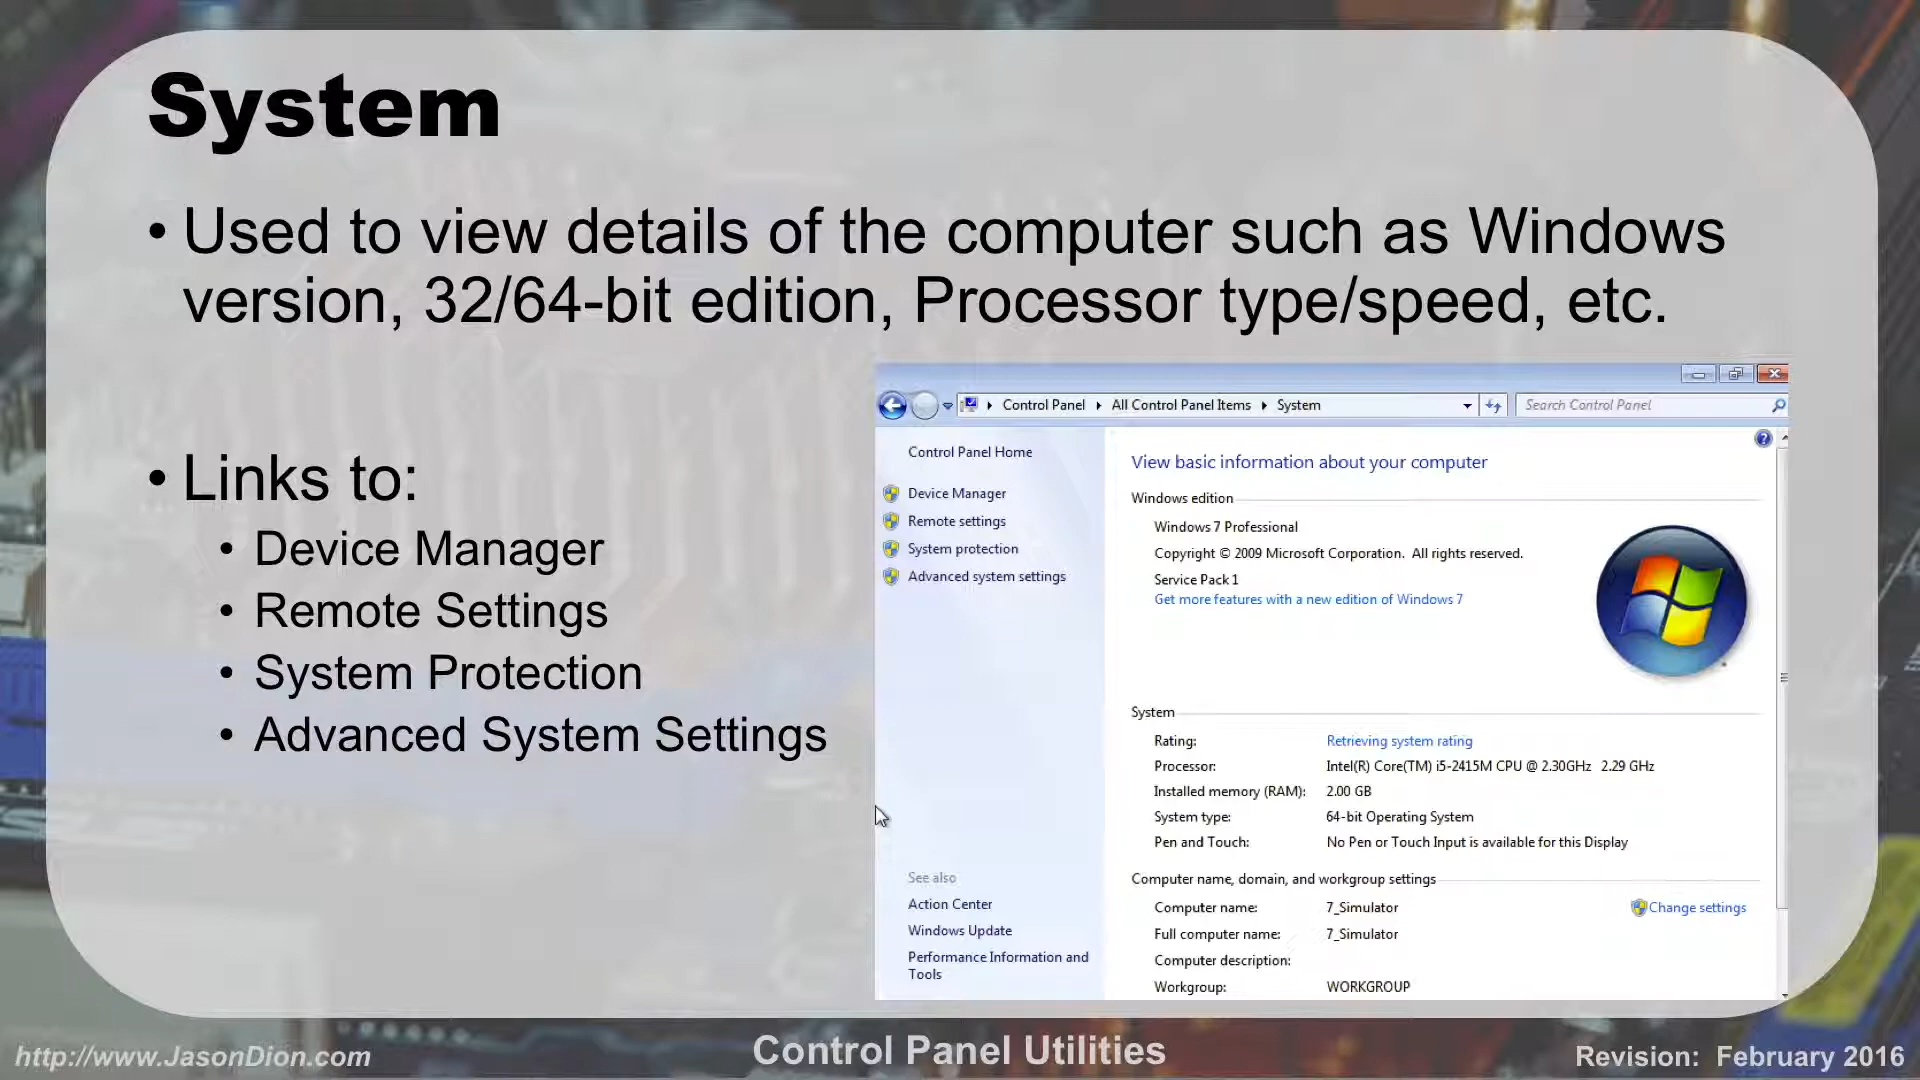 System
• Used to view details of the computer such as Windows
version, 32/64-bit edition, Processor type/speed, etc.
• Links to:
• Device Manager
• Remote Settings
• System Protection
• Advanced System Settings
Control Panel ▸ All Control Panel Items ▸ System
Search Control Panel
Control Panel Home
Device Manager
Remote settings
System protection
Advanced system settings
See also
Action Center
Windows Update
Performance Information and
Tools
View basic information about your computer
Windows edition
Windows 7 Professional
Copyright © 2009 Microsoft Corporation. All rights reserved.
Service Pack 1
Get more features with a new edition of Windows 7
System
Rating: Retrieving system rating
Processor: Intel(R) Core(TM) i5-2415M CPU @ 2.30GHz 2.29 GHz
Installed memory (RAM): 2.00 GB
System type: 64-bit Operating System
Pen and Touch: No Pen or Touch Input is available for this Display
Computer name, domain, and workgroup settings
Computer name: 7_Simulator Change settings
Full computer name: 7_Simulator
Computer description:
Workgroup: WORKGROUP
http://www.JasonDion.com
Control Panel Utilities
Revision: February 2016